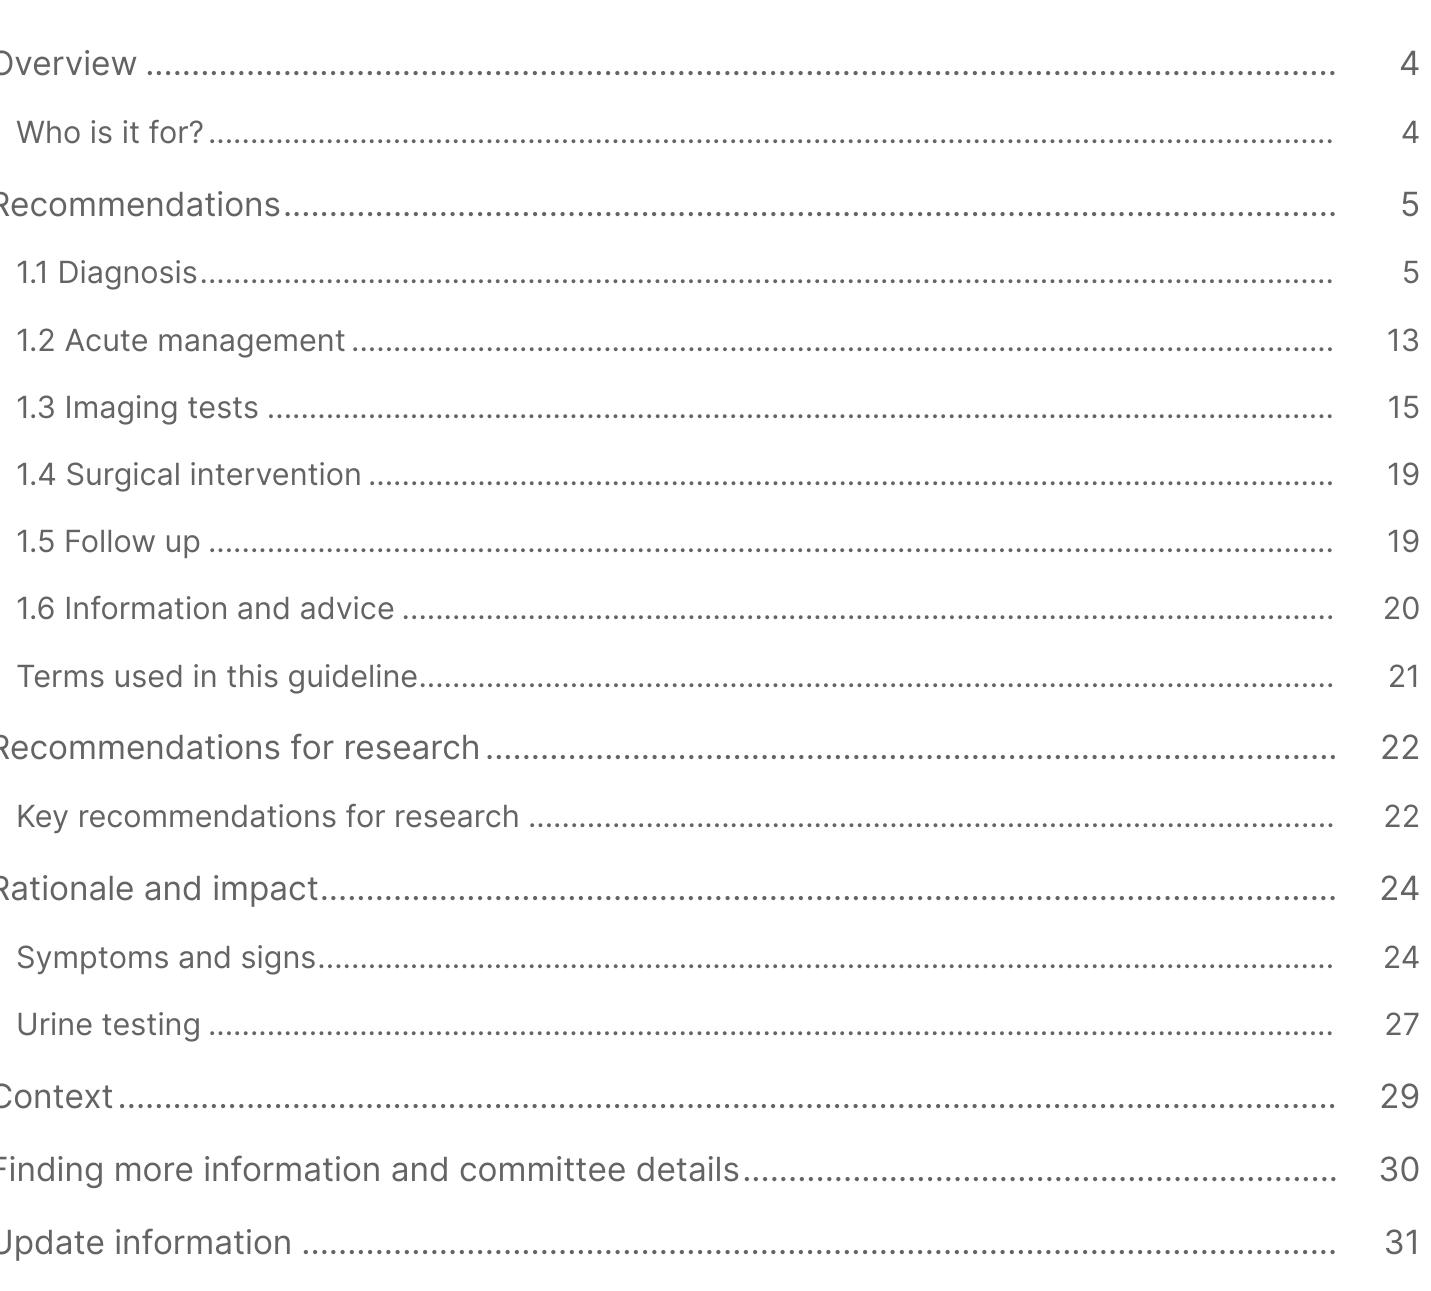 Overview ........ 4
Who is it for? ........ 4
Recommendations ........ 5
1.1 Diagnosis ........ 5
1.2 Acute management ........ 13
1.3 Imaging tests ........ 15
1.4 Surgical intervention ........ 19
1.5 Follow up ........ 19
1.6 Information and advice ........ 20
Terms used in this guideline ........ 21
Recommendations for research ........ 22
Key recommendations for research ........ 22
Rationale and impact ........ 24
Symptoms and signs ........ 24
Urine testing ........ 27
Context ........ 29
Finding more information and committee details ........ 30
Update information ........ 31